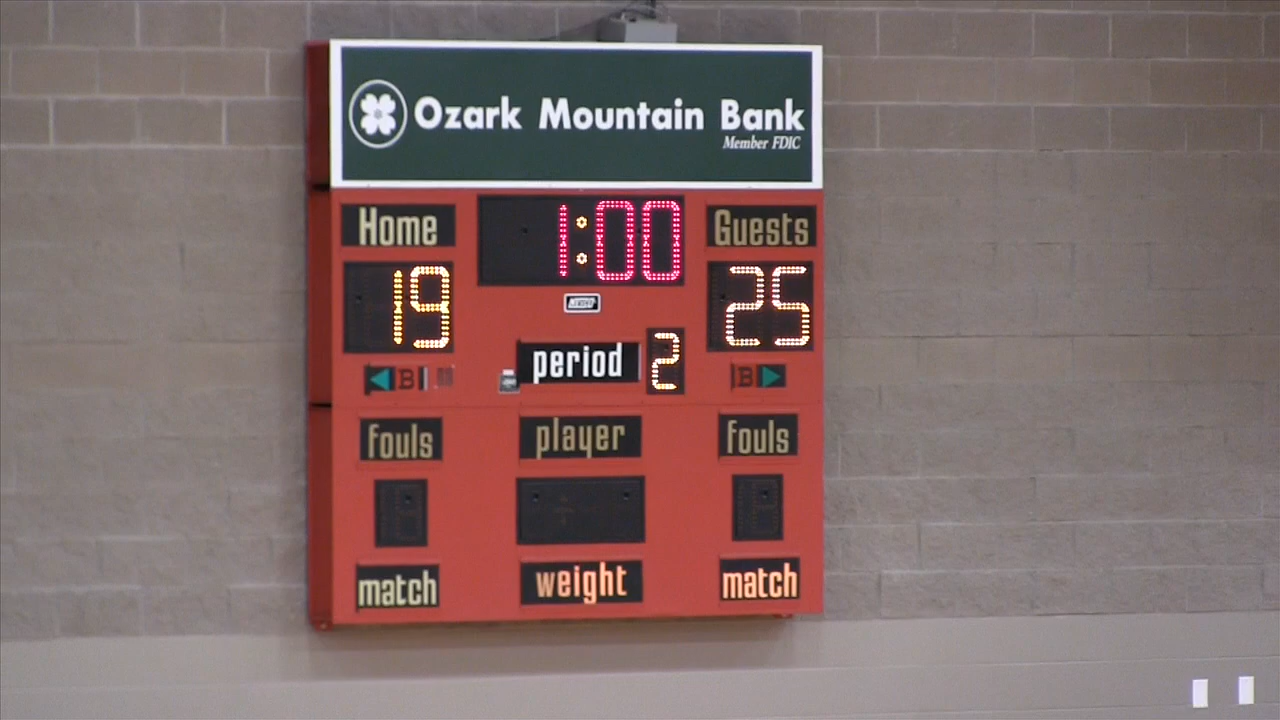 Ozark Mountain Bank
Member FDIC
Home 1:00 Guests
19 25
period 2
B B
fouls player fouls
match weight match